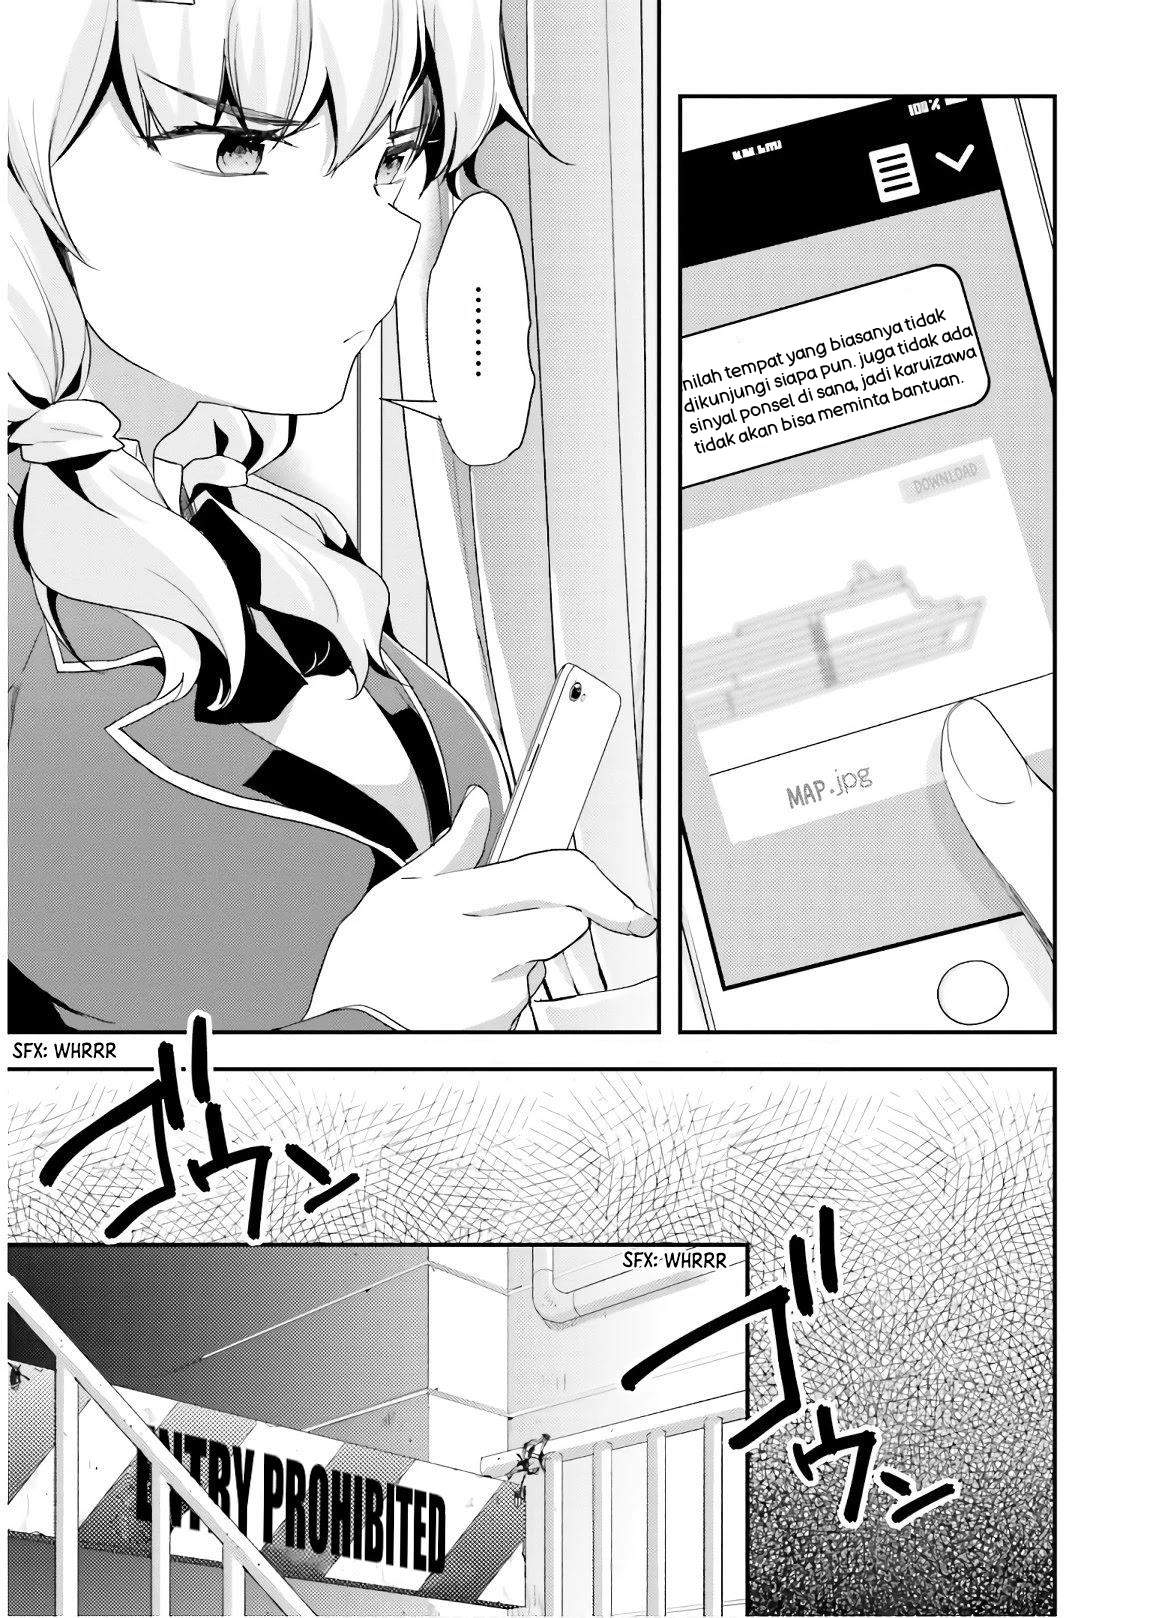 nilah tempat yang biasanya tidak
dikunjungi siapa pun. juga tidak ada
sinyal ponsel di sana, jadi karuizawa
tidak akan bisa meminta bantuan.
DOWNLOAD
MAP.jpg
.........
SFX: WHRRR
ゴウン
SFX: WHRRR
ゴウン
ENTRY PROHIBITED